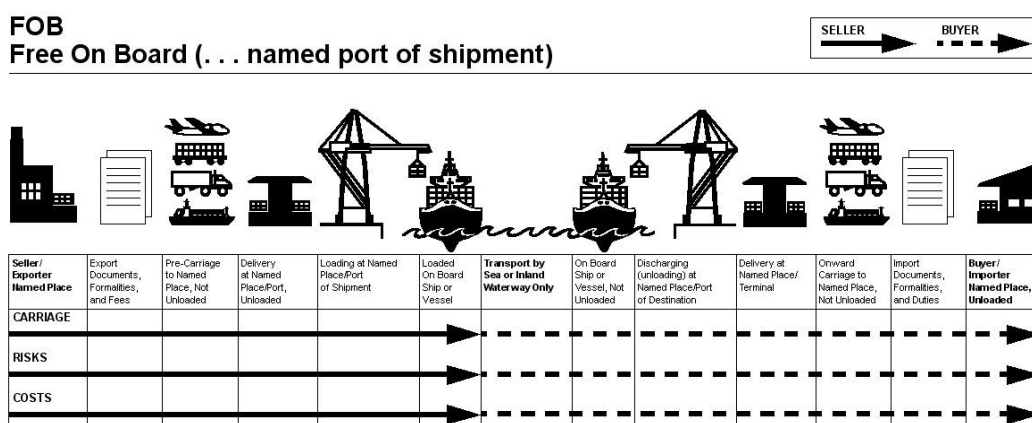 FOB
Free On Board (. . . named port of shipment)
SELLER
BUYER
Seller/
Exporter
Named Place
Export
Documents,
Formalities,
and Fees
Pre-Carriage
to Named
Place, Not
Unloaded
Delivery
at Named
Place/Port,
Unloaded
Loading at Named
Place/Port
of Shipment
Loaded
On Board
Ship or
Vessel
Transport by
Sea or Inland
Waterway Only
On Board
Ship or
Vessel, Not
Unloaded
Discharging
(unloading) at
Named Place/Port
of Destination
Delivery at
Named Place/
Terminal
Onward
Carriage to
Named Place,
Not Unloaded
Import
Documents,
Formalities,
and Duties
Buyer/
Importer
Named Place,
Unloaded
CARRIAGE
RISKS
COSTS